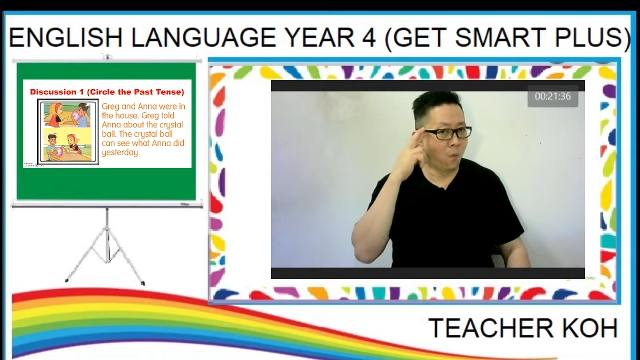 ENGLISH LANGUAGE YEAR 4 (GET SMART PLUS)
Discussion 1 (Circle the Past Tense)
Greg and Anna were in
the house. Greg told
Anna about the crystal
ball. The crystal ball
can see what Anna did
yesterday.
00:21:36
TEACHER KOH